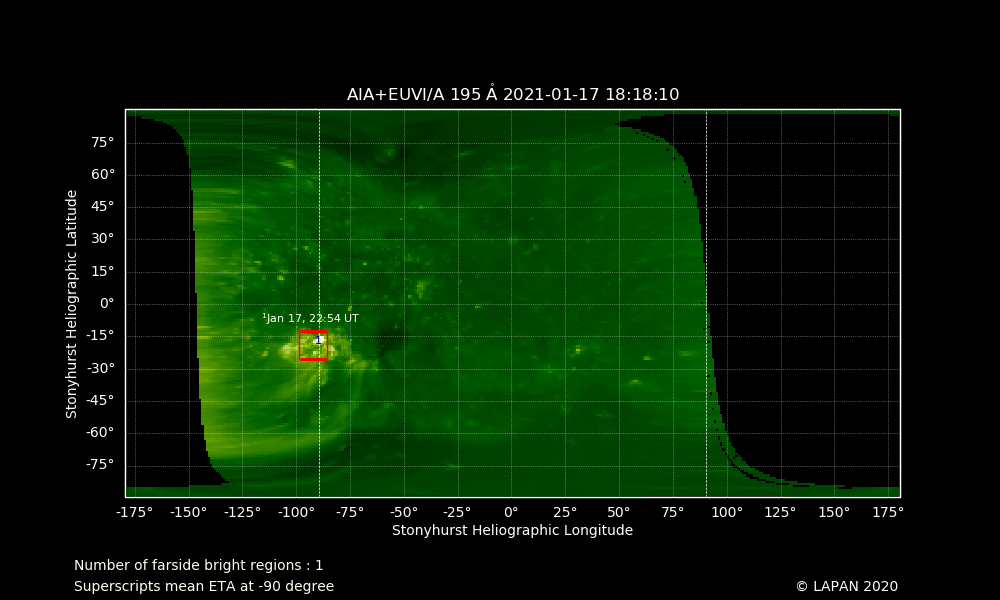 AIA+EUVI/A 195 Å 2021-01-17 18:18:10
Stonyhurst Heliographic Latitude
75°
60°
45°
30°
15°
0°
-15°
-30°
-45°
-60°
-75°
¹Jan 17, 22:54 UT
1
-175° -150° -125° -100° -75° -50° -25° 0° 25° 50° 75° 100° 125° 150° 175°
Stonyhurst Heliographic Longitude
Number of farside bright regions : 1
Superscripts mean ETA at -90 degree
© LAPAN 2020